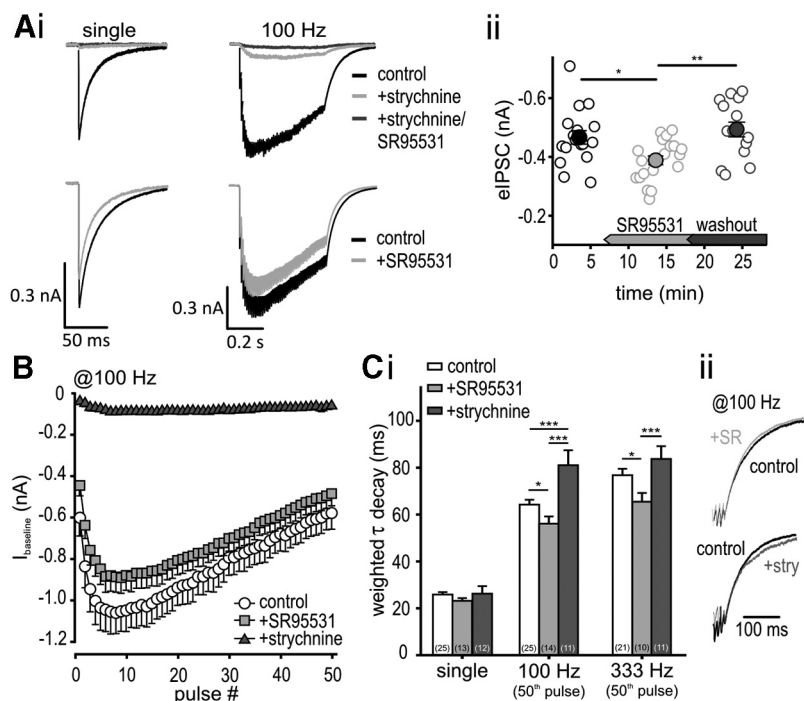 Ai
single
100 Hz
control
+strychnine
+strychnine/
SR95531
control
+SR95531
0.3 nA
50 ms
0.3 nA
0.2 s
ii
eIPSC (nA)
-0.6
-0.4
-0.2
*
**
SR95531
washout
0 5 10 15 20 25
time (min)
B
@100 Hz
I baseline (nA)
0
-0.2
-0.4
-0.6
-0.8
-1.0
-1.2
control
+SR95531
+strychnine
0 10 20 30 40 50
pulse #
Ci
control
+SR95531
+strychnine
weighted τ decay (ms)
100
80
60
40
20
0
***
***
*
***
*
(25) (13) (12) (25) (14) (11) (21) (10) (11)
single 100 Hz 333 Hz
(50th pulse) (50th pulse)
ii
@100 Hz
+SR
control
control
+stry
100 ms